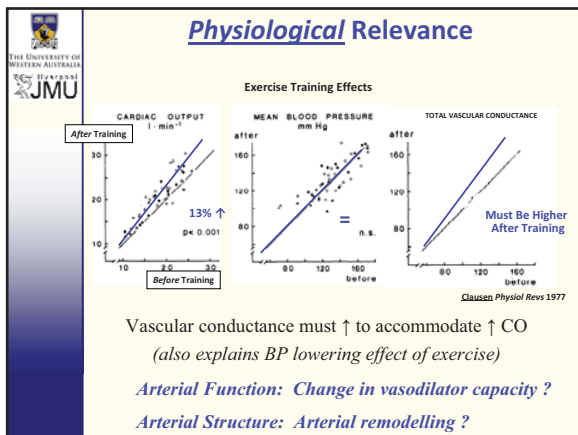 Physiological Relevance
THE UNIVERSITY OF
WESTERN AUSTRALIA
Liverpool
JMU
Exercise Training Effects
CARDIAC OUTPUT
l · min⁻¹
After Training
30
20
10
13% ↑
p< 0.001
10
20
30
Before Training
MEAN BLOOD PRESSURE
mm Hg
after
160
120
80
=
n.s.
80
120
160
before
TOTAL VASCULAR CONDUCTANCE
after
160
120
80
Must Be Higher
After Training
80
120
160
before
Clausen Physiol Revs 1977
Vascular conductance must ↑ to accommodate ↑ CO
(also explains BP lowering effect of exercise)
Arterial Function: Change in vasodilator capacity ?
Arterial Structure: Arterial remodelling ?